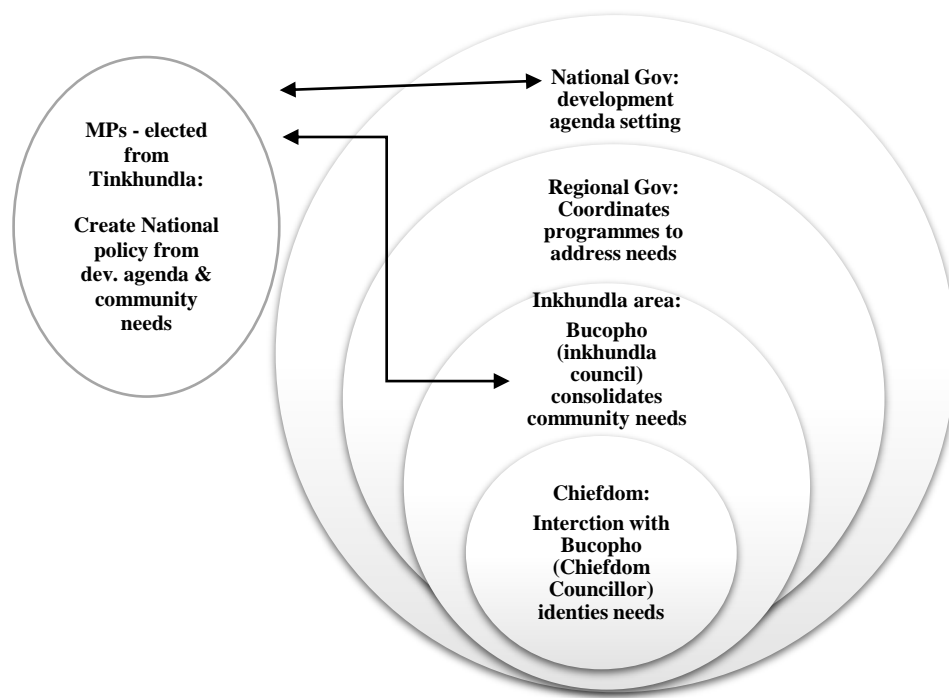 MPs - elected
from
Tinkhundla:
Create National
policy from
dev. agenda &
community
needs
National Gov:
development
agenda setting
Regional Gov:
Coordinates
programmes to
address needs
Inkhundla area:
Bucopho
(inkhundla
council)
consolidates
community needs
Chiefdom:
Interction with
Bucopho
(Chiefdom
Councillor)
identies needs